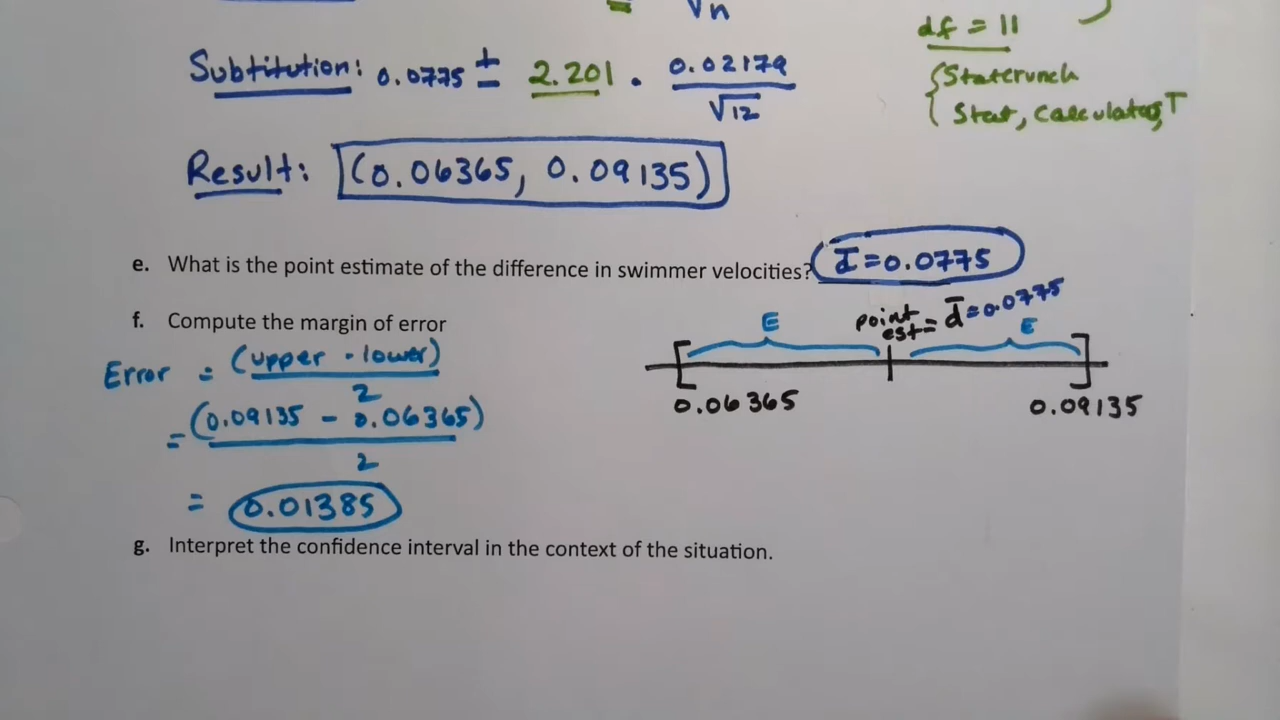 = √n
df = 11
Subtitution: 0.0775 ± 2.201 · 0.02179 / √12
{Statcrunch
Stat, Calculators, T
Result: (0.06365, 0.09135)
e. What is the point estimate of the difference in swimmer velocities? d̄ = 0.0775
f. Compute the margin of error
E point est = d̄ = 0.0775 E
Error = (upper - lower) / 2
0.06365 0.09135
= (0.09135 - 0.06365) / 2
= 0.01385
g. Interpret the confidence interval in the context of the situation.